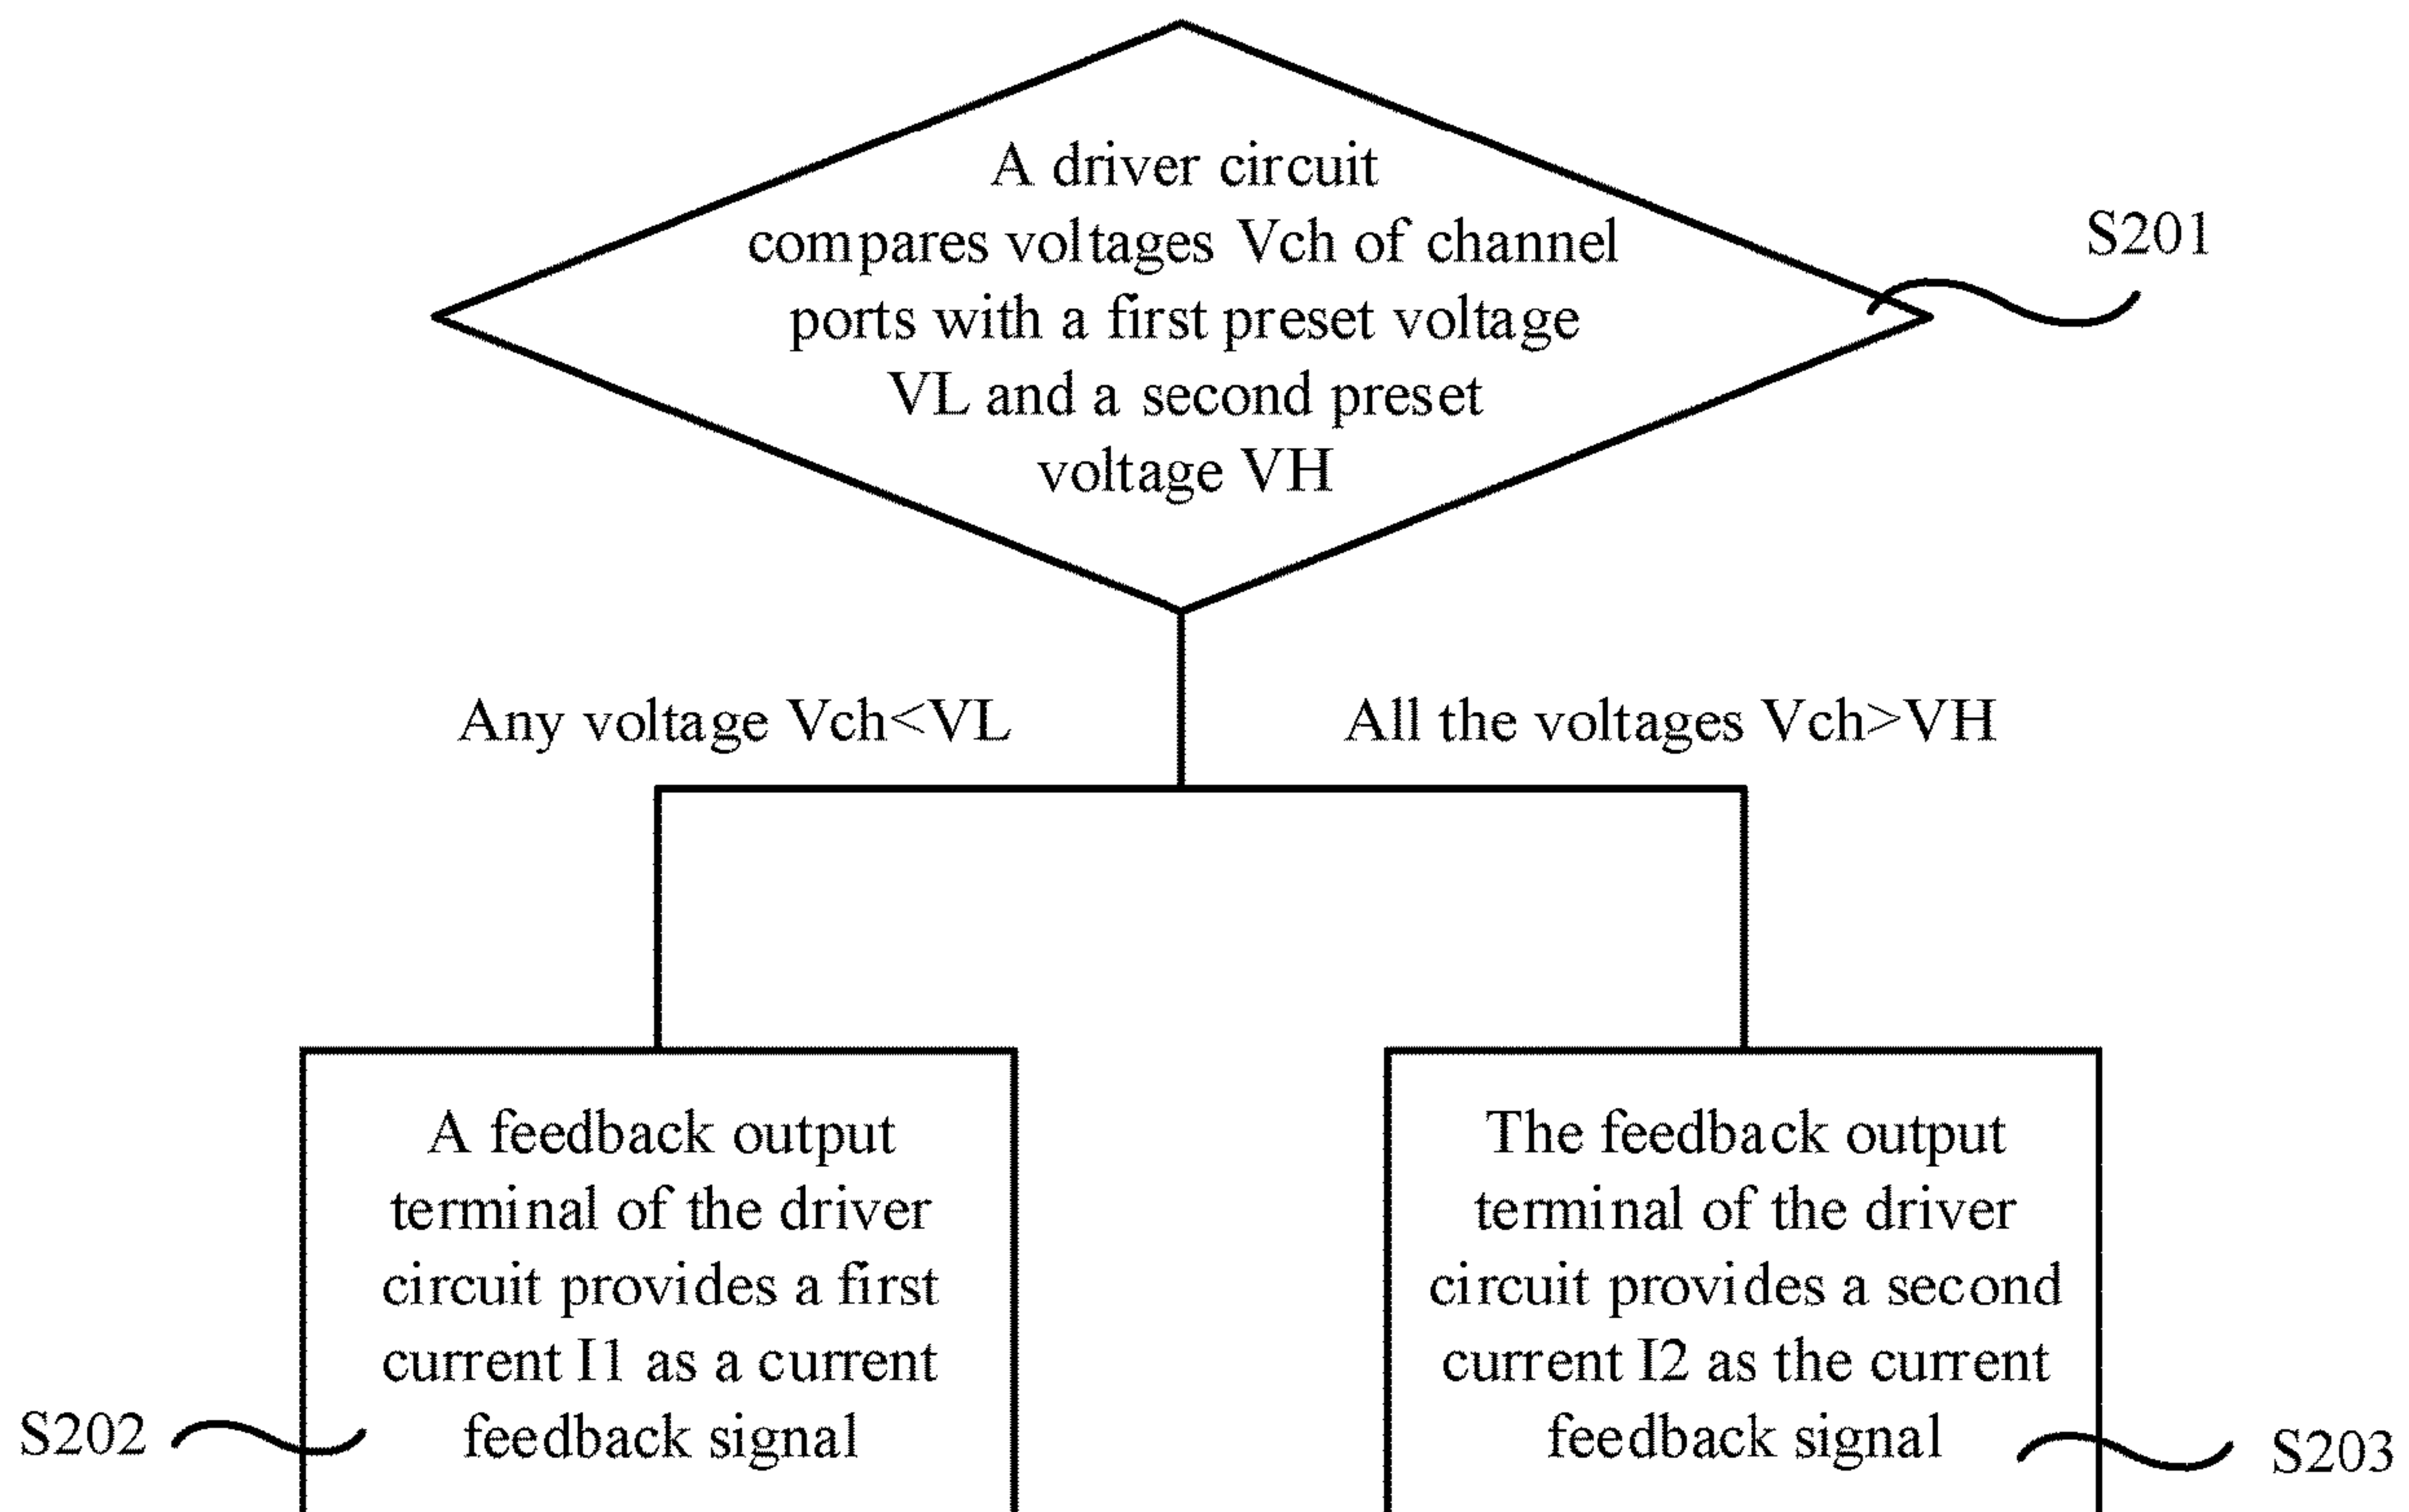 A driver circuit
compares voltages Vch of channel
ports with a first preset voltage
VL and a second preset
voltage VH
S201
Any voltage Vch<VL
All the voltages Vch>VH
A feedback output
terminal of the driver
circuit provides a first
current I1 as a current
feedback signal
S202
The feedback output
terminal of the driver
circuit provides a second
current I2 as the current
feedback signal
S203